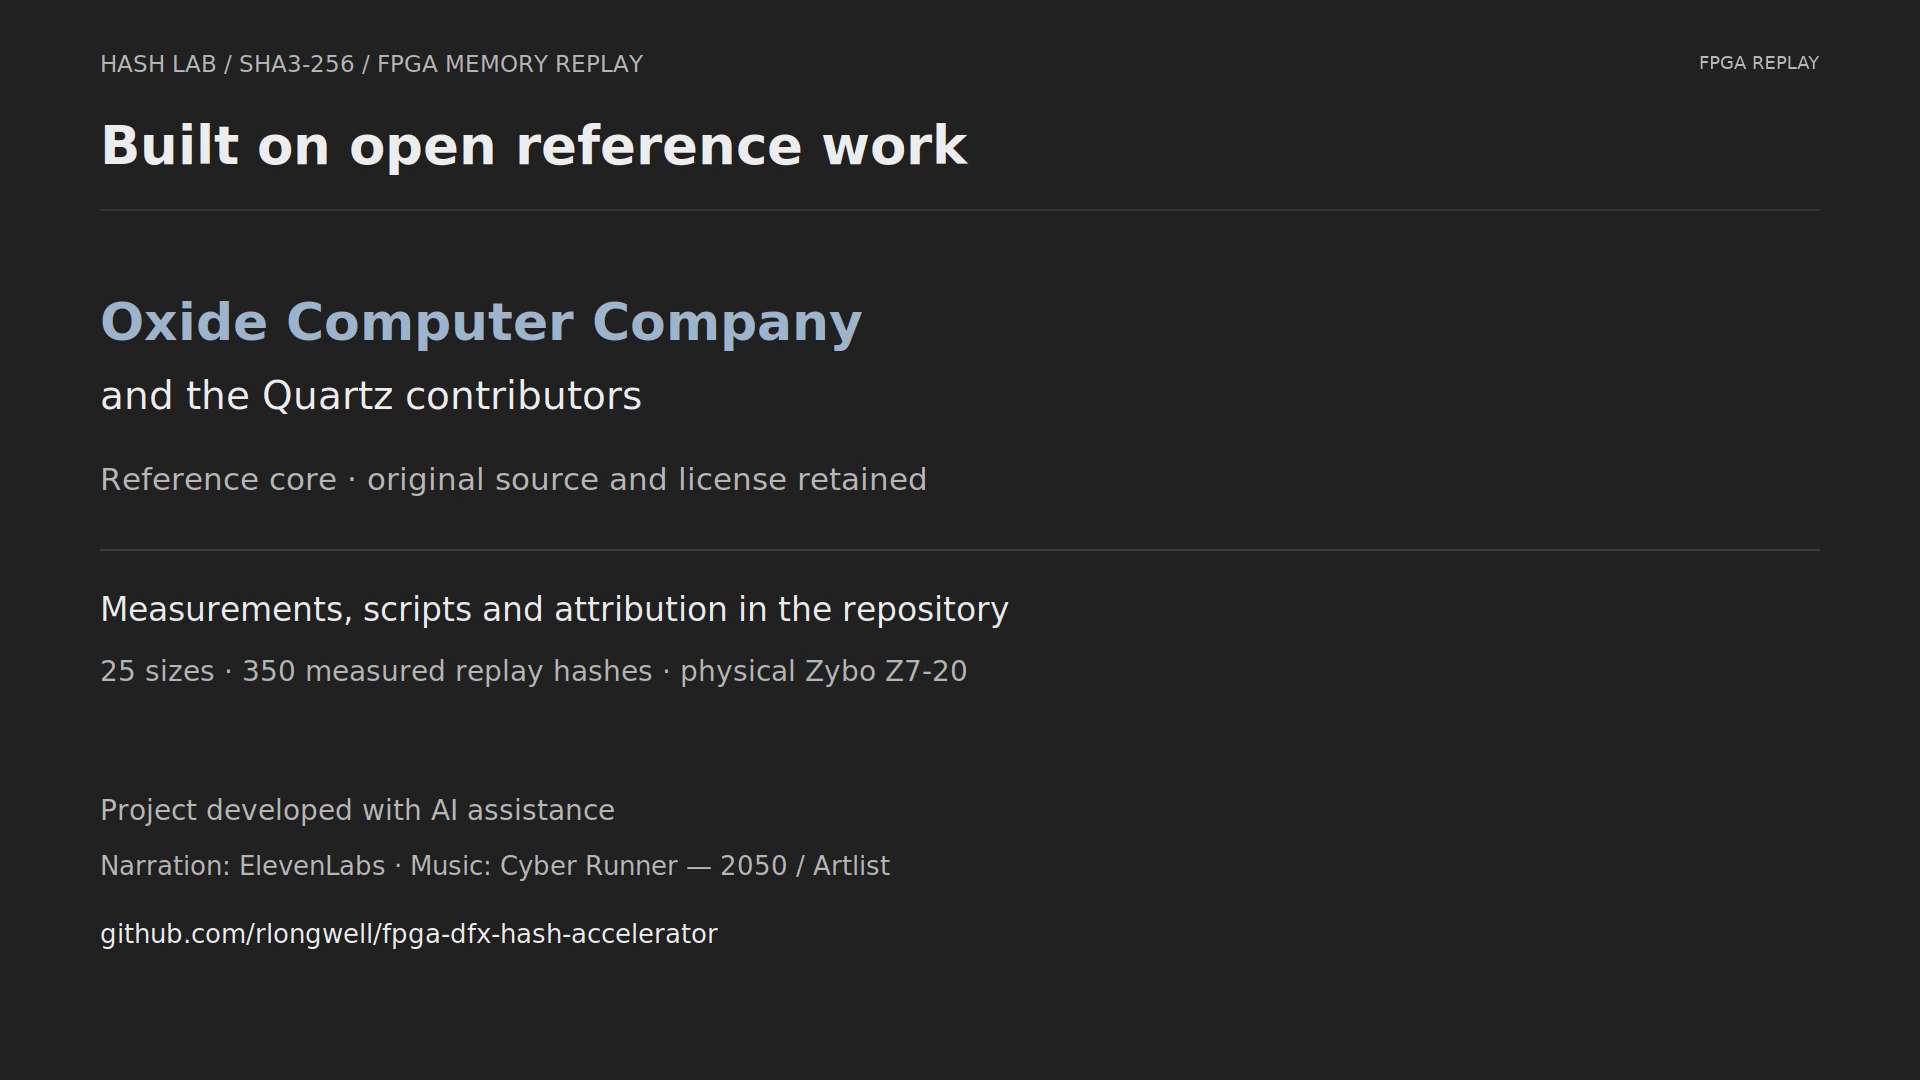 HASH LAB / SHA3-256 / FPGA MEMORY REPLAY
FPGA REPLAY
Built on open reference work
Oxide Computer Company
and the Quartz contributors
Reference core · original source and license retained
Measurements, scripts and attribution in the repository
25 sizes · 350 measured replay hashes · physical Zybo Z7-20
Project developed with AI assistance
Narration: ElevenLabs · Music: Cyber Runner — 2050 / Artlist
github.com/rlongwell/fpga-dfx-hash-accelerator